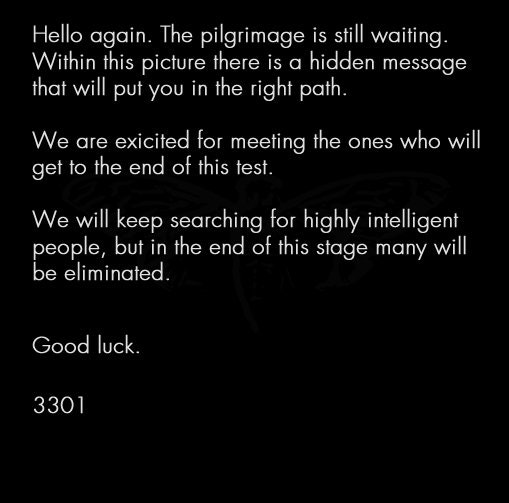 Hello again. The pilgrimage is still waiting.
Within this picture there is a hidden message
that will put you in the right path.
We are exicited for meeting the ones who will
get to the end of this test.
We will keep searching for highly intelligent
people, but in the end of this stage many will
be eliminated.
Good luck.
3301